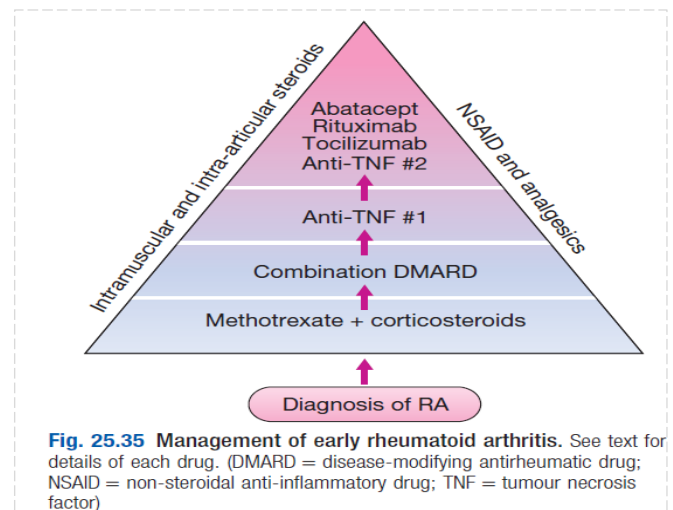 Intramuscular and intra-articular steroids
NSAID and analgesics
Abatacept
Rituximab
Tocilizumab
Anti-TNF #2
Anti-TNF #1
Combination DMARD
Methotrexate + corticosteroids
Diagnosis of RA
Fig. 25.35 Management of early rheumatoid arthritis. See text for
details of each drug. (DMARD = disease-modifying antirheumatic drug;
NSAID = non-steroidal anti-inflammatory drug; TNF = tumour necrosis
factor)